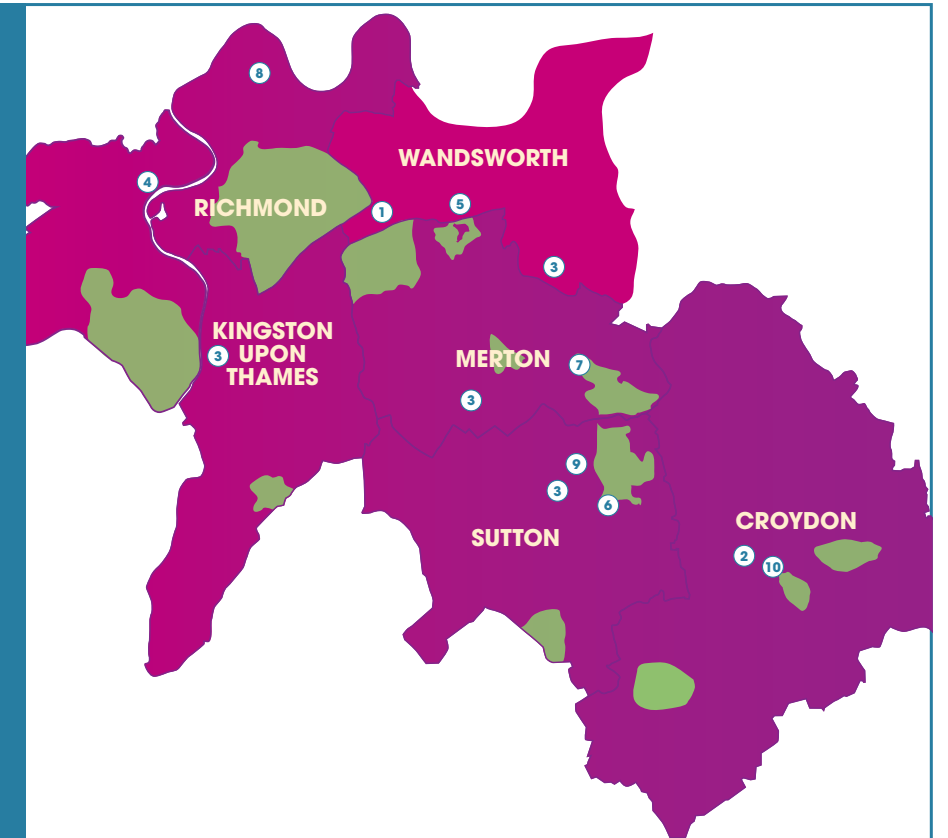 8
WANDSWORTH
4
5
RICHMOND
1
3
KINGSTON
UPON
THAMES
3
MERTON
7
3
9
3
6
CROYDON
SUTTON
2
10